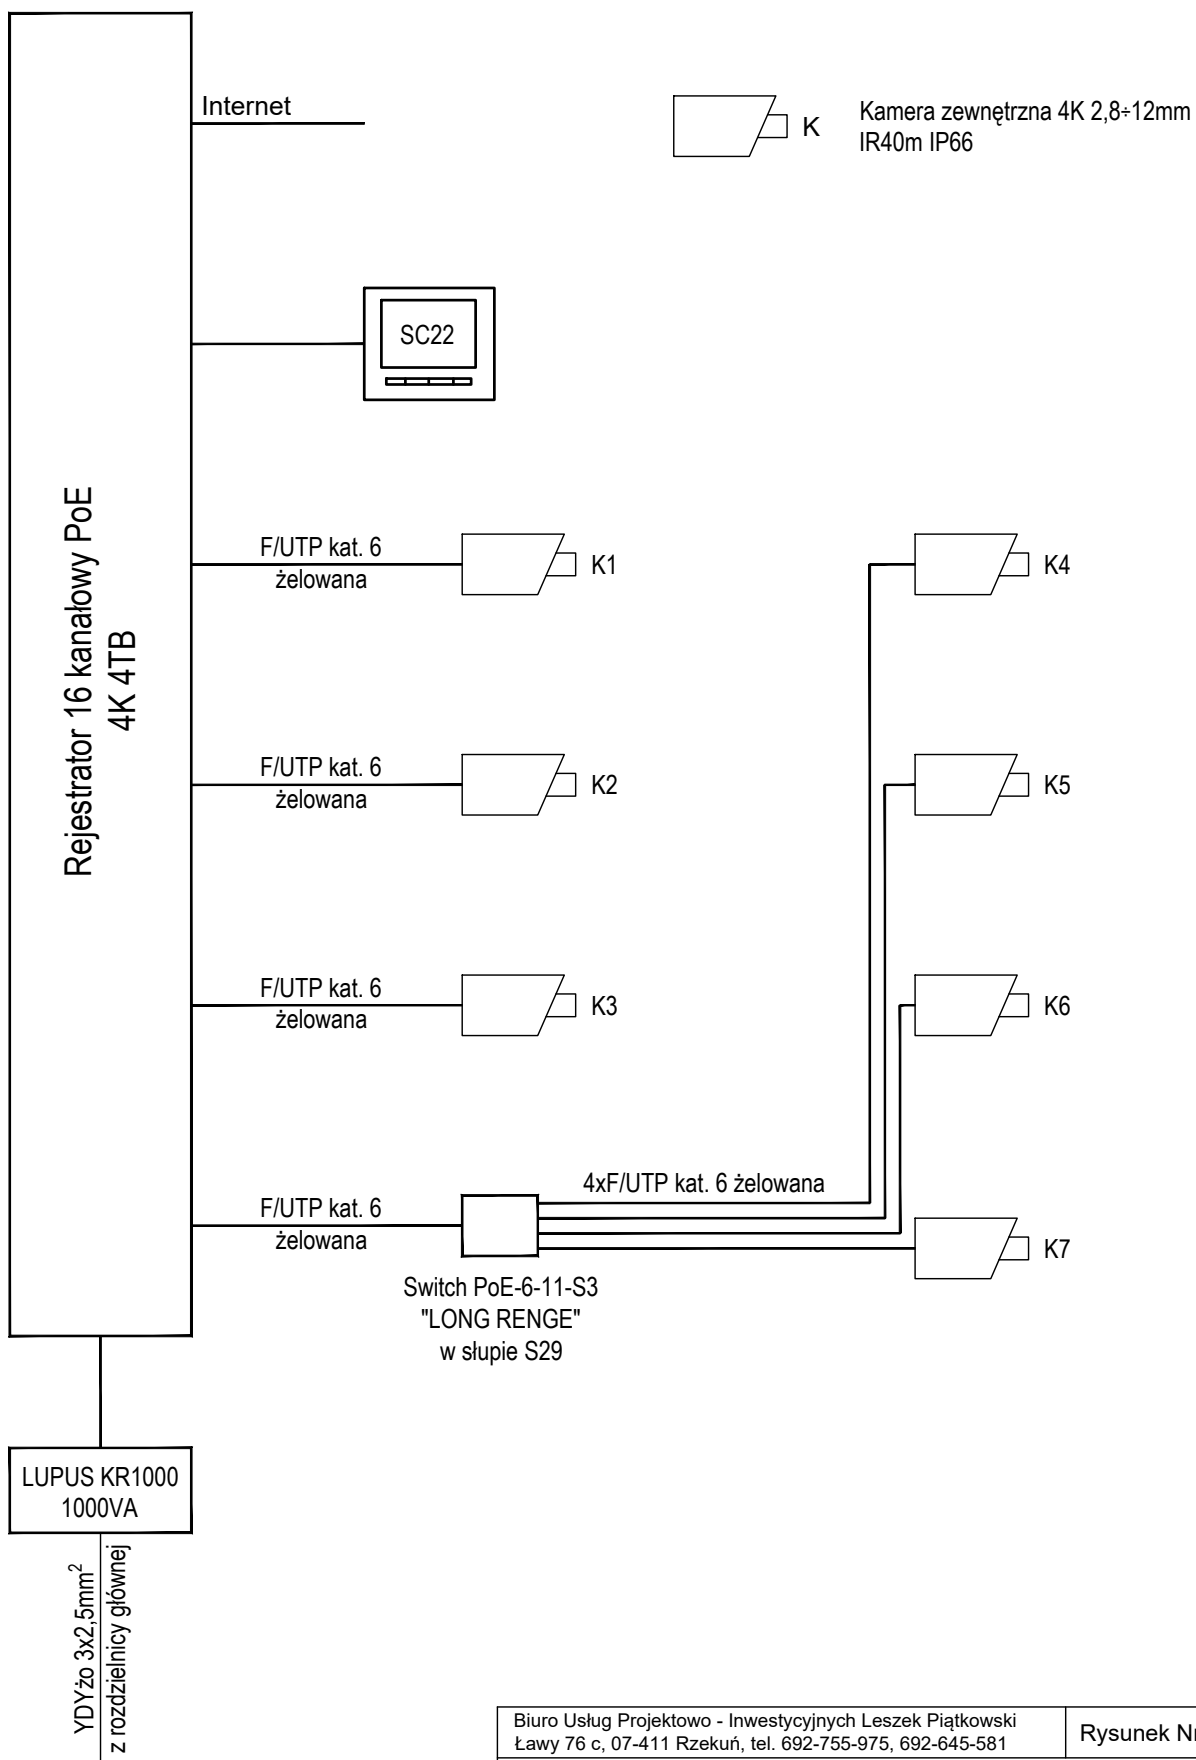 Internet
K
Kamera zewnętrzna 4K 2,8÷12mm
IR40m IP66
SC22
Rejestrator 16 kanałowy PoE
4K 4TB
F/UTP kat. 6
żelowana
K1
K4
F/UTP kat. 6
żelowana
K2
K5
F/UTP kat. 6
żelowana
K3
K6
F/UTP kat. 6
żelowana
4xF/UTP kat. 6 żelowana
K7
Switch PoE-6-11-S3
"LONG RENGE"
w słupie S29
LUPUS KR1000
1000VA
YDYżo 3x2,5mm²
z rozdzielnicy głównej
Biuro Usług Projektowo - Inwestycyjnych Leszek Piątkowski
Ławy 76 c, 07-411 Rzekuń, tel. 692-755-975, 692-645-581
Rysunek Nr